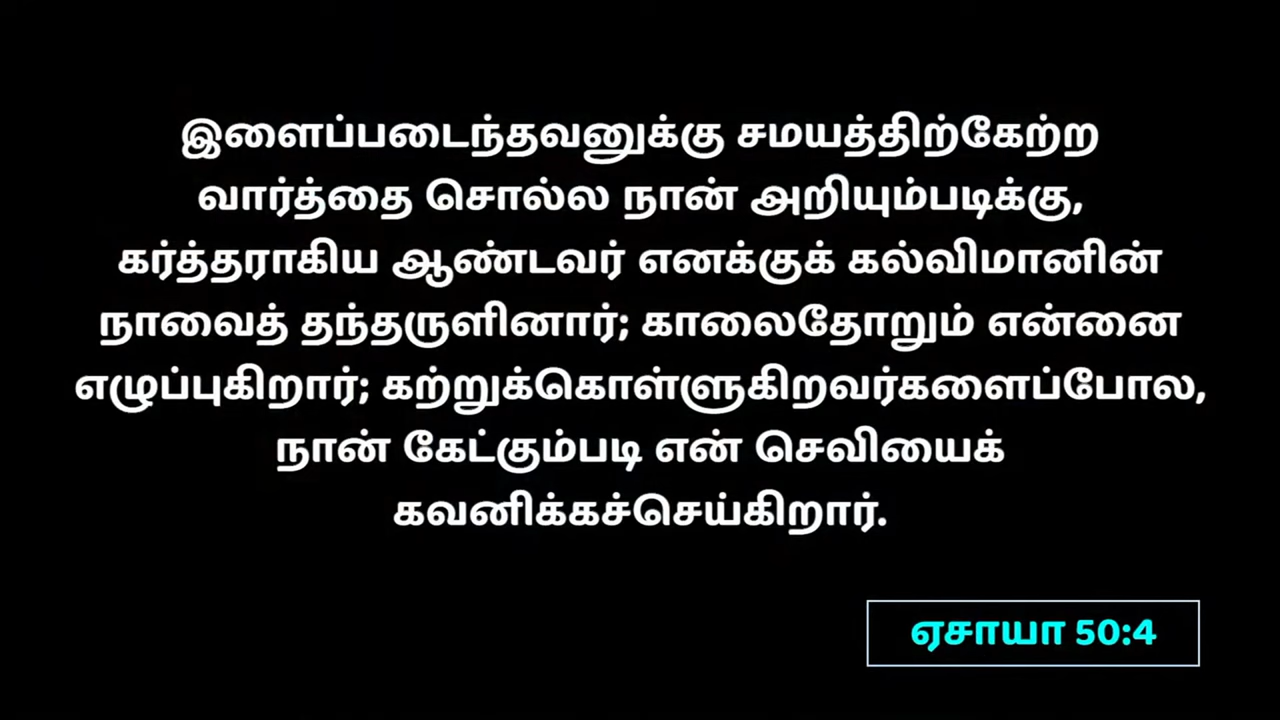 இளைப்படைந்தவனுக்கு சமயத்திற்கேற்ற
வார்த்தை சொல்ல நான் அறியும்படிக்கு,
கர்த்தராகிய ஆண்டவர் எனக்குக் கல்விமானின்
நாவைத் தந்தருளினார்; காலைதோறும் என்னை
எழுப்புகிறார்; கற்றுக்கொள்ளுகிறவர்களைப்போல,
நான் கேட்கும்படி என் செவியைக்
கவனிக்கச்செய்கிறார்.
ஏசாயா 50:4